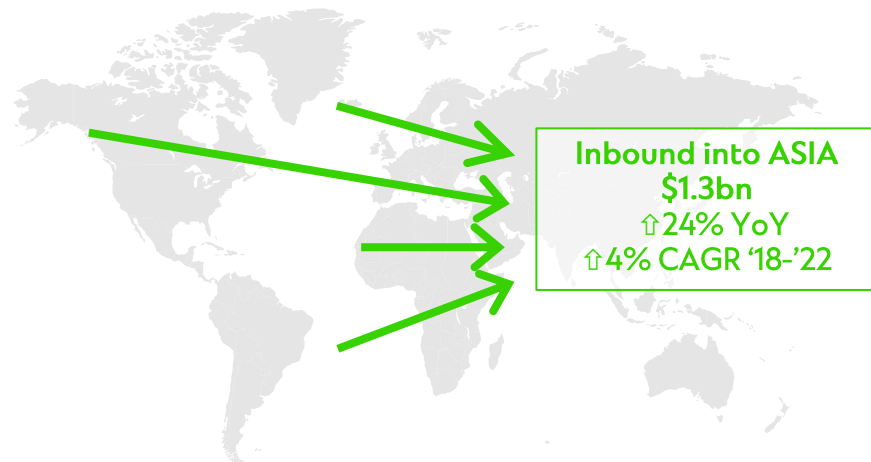 Inbound into ASIA
$1.3bn
⇧24% YoY
⇧4% CAGR ‘18-’22